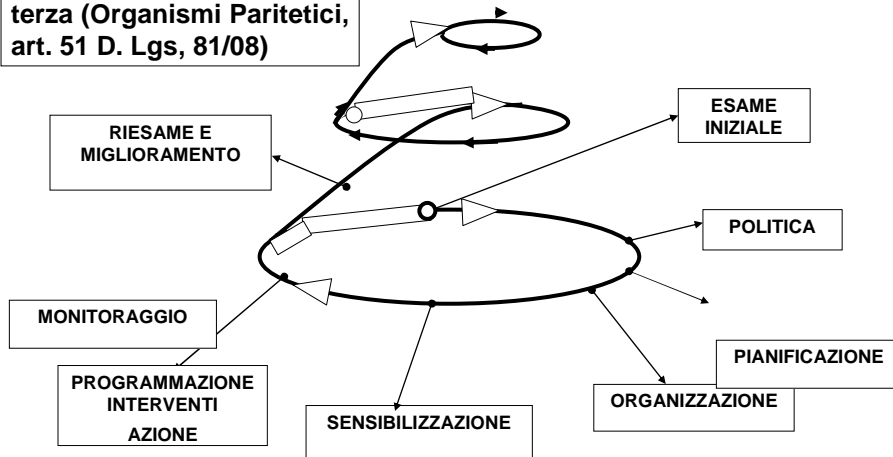 terza (Organismi Paritetici,
art. 51 D. Lgs, 81/08)
ESAME
INIZIALE
RIESAME E
MIGLIORAMENTO
POLITICA
MONITORAGGIO
PIANIFICAZIONE
PROGRAMMAZIONE
INTERVENTI
AZIONE
ORGANIZZAZIONE
SENSIBILIZZAZIONE